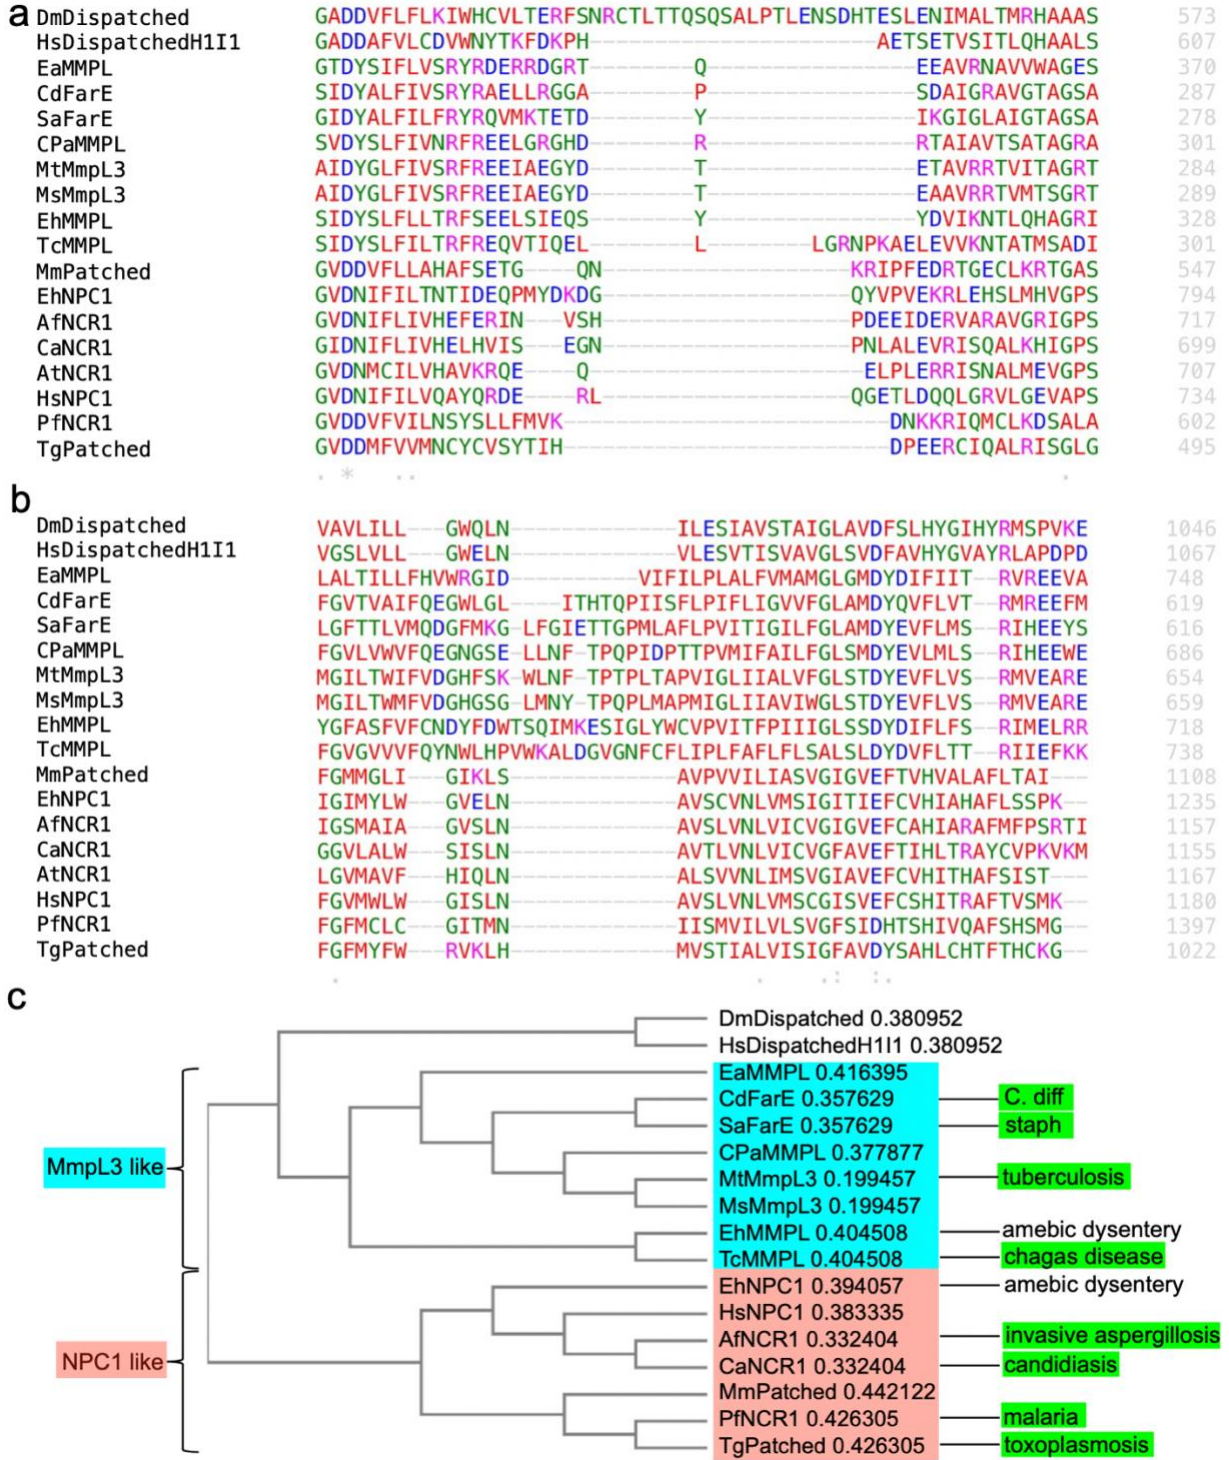 a
DmDispatched GADDVFLFLKIWHCVLTERFSNRCTLTTQSQSALPTLENSDHTESLENIMALTMRHAAAS 573
HsDispatchedH1I1 GADDAFVLCDVWNYTKFDKPH----------------------AETSETVSITLQHAALS 607
EaMMPL GTDYSIFLVSRYRDERRDGRT--------Q----------------EEAVRNAVVWAGES 370
CdFarE SIDYALFIVSRYRAELLRGGA--------P----------------SDAIGRAVGTAGSA 287
SaFarE GIDYALFILFRYRQVMKTETD--------Y----------------IKGIGLAIGTAGSA 278
CPaMMPL SVDYSLFIVNRFREELGRGHD--------R----------------RTAIAVTSATAGRA 301
MtMmpL3 AIDYGLFIVSRFREEIAEGYD--------T----------------ETAVRRTVITAGRT 284
MsMmpL3 AIDYGLFIVSRFREEIAEGYD--------T----------------EAAVRRTVMTSGRT 289
EhMMPL SIDYSLFLLTRFSEELSIEQS--------Y----------------YDVIKNTLQHAGRI 328
TcMMPL SIDYSLFILTRFREQVTIQEL--------L--------LGRNPKAELEVVKNTATMSADI 301
MmPatched GVDDVFLLAHAFSETG----QN-------------------KRIPFEDRTGECLKRTGAS 547
EhNPC1 GVDNIFILTNTIDEQPMYDKDG-------------------QYVPVEKRLEHSLMHVGPS 794
AfNCR1 GVDNIFLIVHEFERIN---VSH-------------------PDEEIDERVARAVGRIGPS 717
CaNCR1 GIDNIFLIVHELHVIS---EGN-------------------PNLALEVRISQALKHIGPS 699
AtNCR1 GVDNMCILVHAVKRQE----Q---------------------ELPLERRISNALMEVGPS 707
HsNPC1 GVDNIFILVQAYQRDE----RL-------------------QGETLDQQLGRVLGEVAPS 734
PfNCR1 GVDDVFVILNSYSLLFMVK-------------------------DNKKRIQMCLKDSALA 602
TgPatched GVDDMFVVMNCYCVSYTIH-------------------------DPEERCIQALRISGLG 495
. * .. .
b
DmDispatched VAVLILL---GWQLN-------------ILESIAVSTAIGLAVDFSLHYGIHYRMSPVKE 1046
HsDispatchedH1I1 VGSLVLL---GWELN-------------VLESVTISVAVGLSVDFAVHYGVAYRLAPDPD 1067
EaMMPL LALTILLFHVWRGID----------VIFILPLALFVMAMGLGMDYDIFIIT--RVREEVA 748
CdFarE FGVTVAIFQEGWLGL----ITHTQPIISFLPIFLIGVVFGLAMDYQVFLVT--RMREEFM 619
SaFarE LGFTTLVMQDGFMKG-LFGIETTGPMLAFLPVITIGILFGLAMDYEVFLMS--RIHEEYS 616
CPaMMPL FGVLVWVFQEGNGSE-LLNF-TPQPIDPTTPVMIFAILFGLSMDYEVLMLS--RIHEEWE 686
MtMmpL3 MGILTWIFVDGHFSK-WLNF-TPTPLTAPVIGLIIALVFGLSTDYEVFLVS--RMVEARE 654
MsMmpL3 MGILTWMFVDGHGSG-LMNY-TPQPLMAPMIGLIIAVIWGLSTDYEVFLVS--RMVEARE 659
EhMMPL YGFASFVFCNDYFDWTSQIMKESIGLYWCVPVITFPIIIGLSSDYDIFLFS--RIMELRR 718
TcMMPL FGVGVVVFQYNWLHPVWKALDGVGNFCFLIPLFAFLFLSALSLDYDVFLTT--RIIEFKK 738
MmPatched FGMMGLI---GIKLS-------------AVPVVILIASVGIGVEFTVHVALAFLTAI--- 1108
EhNPC1 IGIMYLW---GVELN-------------AVSCVNLVMSIGITIEFCVHIAHAFLSSPK-- 1235
AfNCR1 IGSMAIA---GVSLN-------------AVSLVNLVICVGIGVEFCAHIARAFMFPSRTI 1157
CaNCR1 GGVLALW---SISLN-------------AVTLVNLVICVGFAVEFTIHLTRAYCVPKVKM 1155
AtNCR1 LGVMAVF---HIQLN-------------ALSVVNLIMSVGIAVEFCVHITHAFSIST--- 1167
HsNPC1 FGVMWLW---GISLN-------------AVSLVNLVMSCGISVEFCSHITRAFTVSMK-- 1180
PfNCR1 FGFMCLC---GITMN-------------IISMVILVLSVGFSIDHTSHIVQAFSHSMG-- 1397
TgPatched FGFMYFW---RVKLH-------------MVSTIALVISIGFAVDYSAHLCHTFTHCKG-- 1022
. . .: :.
c
DmDispatched 0.380952
HsDispatchedH1I1 0.380952
EaMMPL 0.416395
CdFarE 0.357629 C. diff
SaFarE 0.357629 staph
CPaMMPL 0.377877
MmpL3 like
MtMmpL3 0.199457 tuberculosis
MsMmpL3 0.199457
EhMMPL 0.404508 amebic dysentery
TcMMPL 0.404508 chagas disease
EhNPC1 0.394057 amebic dysentery
HsNPC1 0.383335
AfNCR1 0.332404 invasive aspergillosis
NPC1 like
CaNCR1 0.332404 candidiasis
MmPatched 0.442122
PfNCR1 0.426305 malaria
TgPatched 0.426305 toxoplasmosis